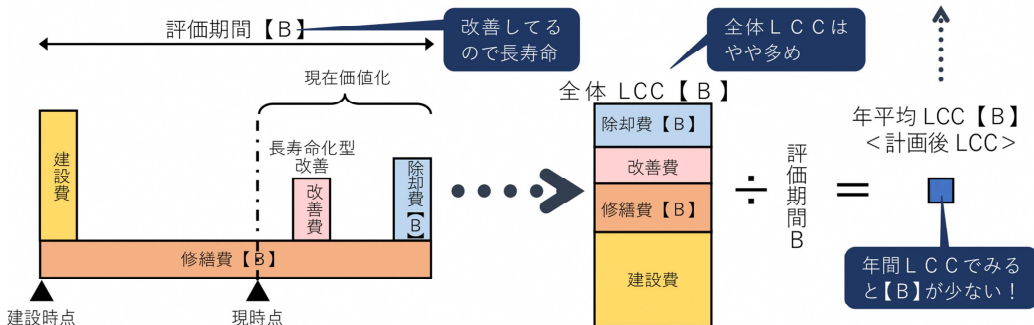 評価期間【B】
改善してる
ので長寿命
現在価値化
建設費
長寿命化型
改善
改善費
除却費【B】
修繕費【B】
建設時点
現時点
全体LCCは
やや多め
全体 LCC【B】
除却費【B】
改善費
修繕費【B】
建設費
÷
評価期間B
＝
年平均 LCC【B】
＜計画後 LCC＞
年間LCCでみる
と【B】が少ない！